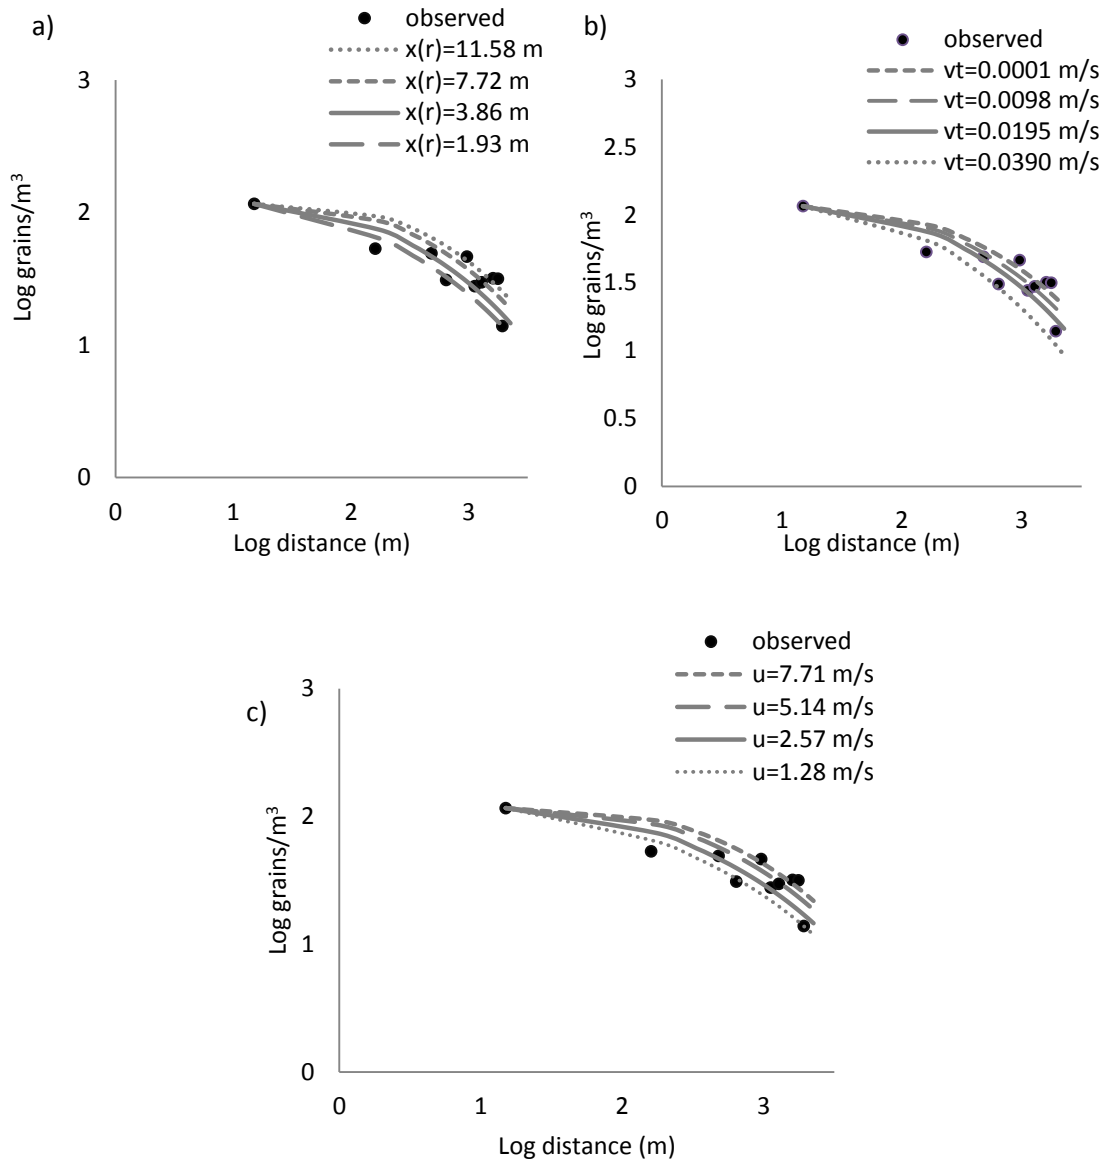 a)
observed
x(r)=11.58 m
x(r)=7.72 m
x(r)=3.86 m
x(r)=1.93 m
3
2
1
0
0 1 2 3
Log grains/m³
Log distance (m)
b)
observed
vt=0.0001 m/s
vt=0.0098 m/s
vt=0.0195 m/s
vt=0.0390 m/s
3
2.5
2
1.5
1
0.5
0
0 1 2 3
Log grains/m³
Log distance (m)
c)
observed
u=7.71 m/s
u=5.14 m/s
u=2.57 m/s
u=1.28 m/s
3
2
1
0
0 1 2 3
Log grains/m³
Log distance (m)